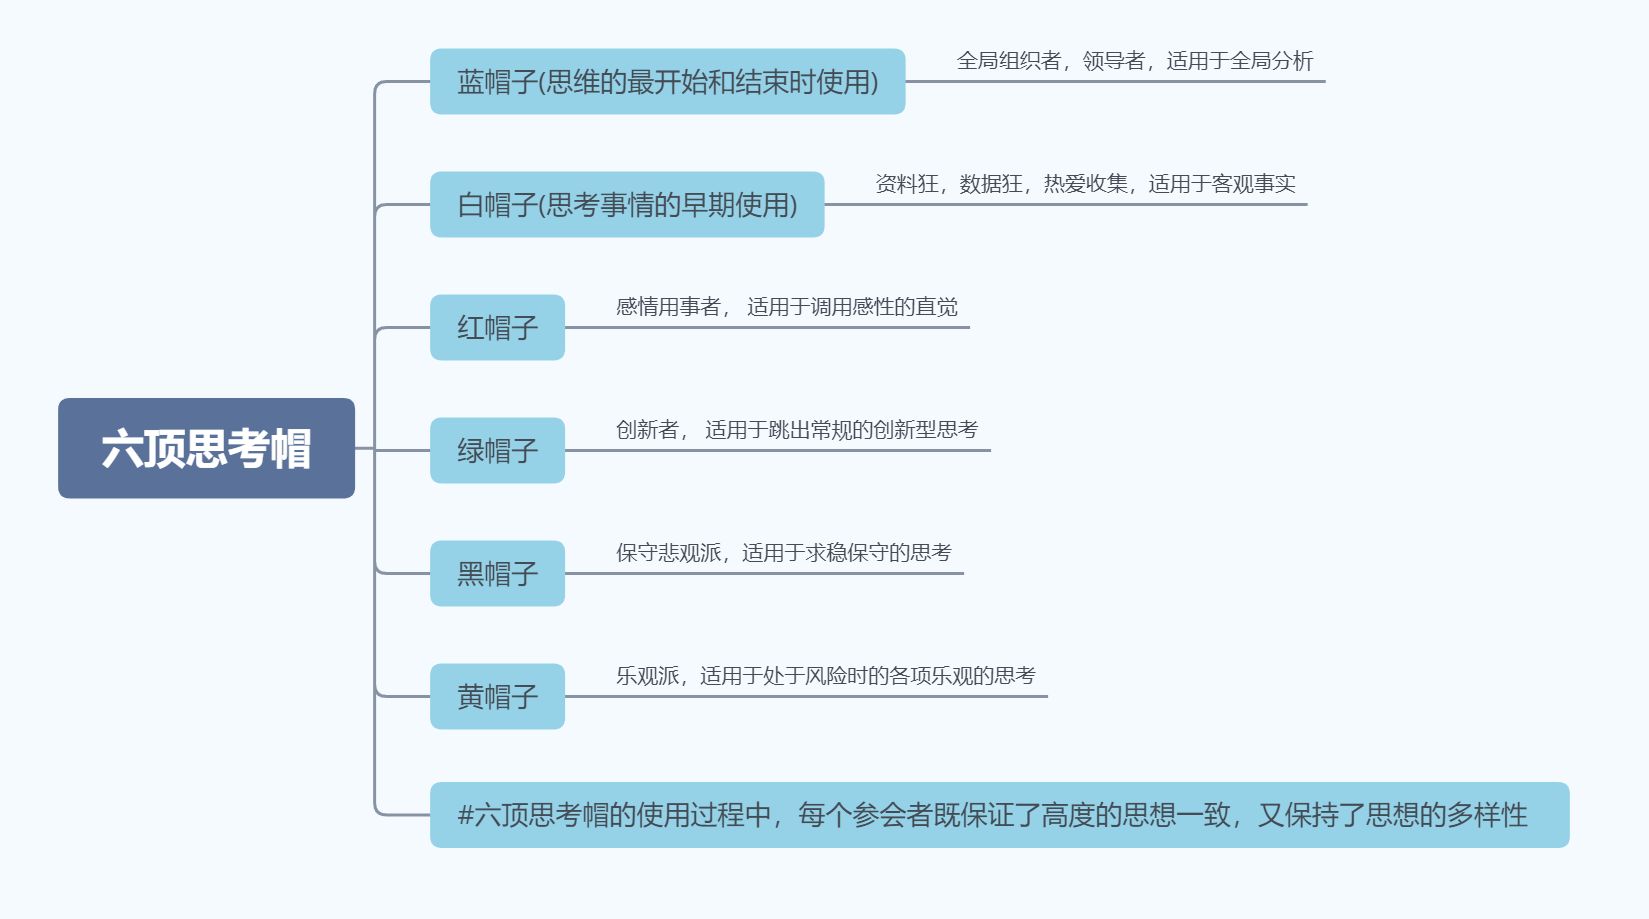 六顶思考帽
蓝帽子(思维的最开始和结束时使用)
全局组织者，领导者，适用于全局分析
白帽子(思考事情的早期使用)
资料狂，数据狂，热爱收集，适用于客观事实
红帽子
感情用事者， 适用于调用感性的直觉
绿帽子
创新者， 适用于跳出常规的创新型思考
黑帽子
保守悲观派，适用于求稳保守的思考
黄帽子
乐观派，适用于处于风险时的各项乐观的思考
#六顶思考帽的使用过程中，每个参会者既保证了高度的思想一致，又保持了思想的多样性